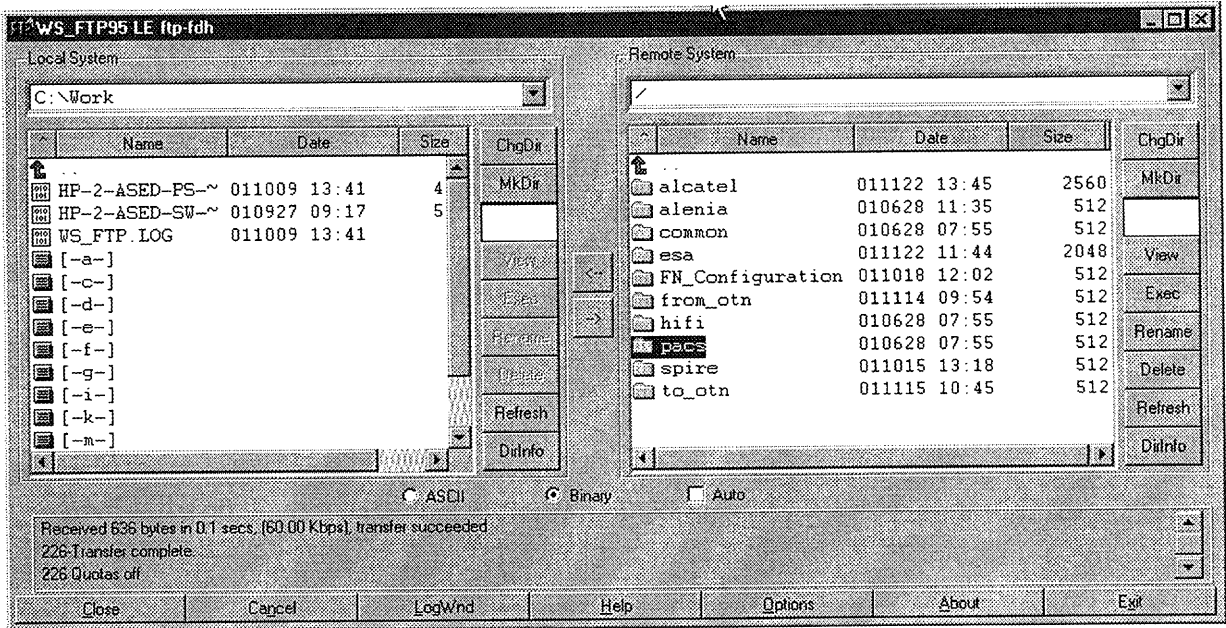 WS_FTP95 LE ftp-fdh
Local System
C:\Work
^ Name Date Size
..
HP-2-ASED-PS-~ 011009 13:41 4
HP-2-ASED-SW-~ 010927 09:17 5
WS_FTP.LOG 011009 13:41
[-a-]
[-c-]
[-d-]
[-e-]
[-f-]
[-g-]
[-i-]
[-k-]
[-m-]
ChgDir
MkDir
View
Exec
Rename
Delete
Refresh
DirInfo
<--
-->
Remote System
/
^ Name Date Size
..
alcatel 011122 13:45 2560
alenia 010628 11:35 512
common 010628 07:55 512
esa 011122 11:44 2048
FN_Configuration 011018 12:02 512
from_otn 011114 09:54 512
hifi 010628 07:55 512
pacs 010628 07:55 512
spire 011015 13:18 512
to_otn 011115 10:45 512
ChgDir
MkDir
View
Exec
Rename
Delete
Refresh
DirInfo
ASCII Binary Auto
Received 636 bytes in 0.1 secs, (60.00 Kbps), transfer succeeded
226-Transfer complete.
226 Quotas off
Close Cancel LogWnd Help Options About Exit